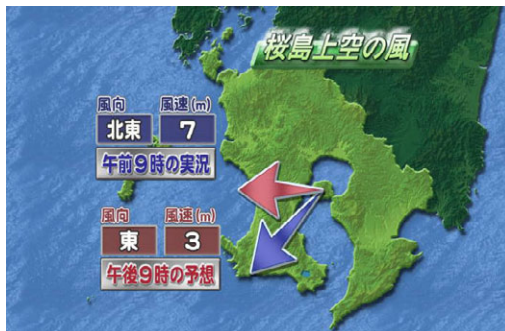 桜島上空の風
風向 風速(m)
北東 7
午前9時の実況
風向 風速(m)
東 3
午後9時の予想